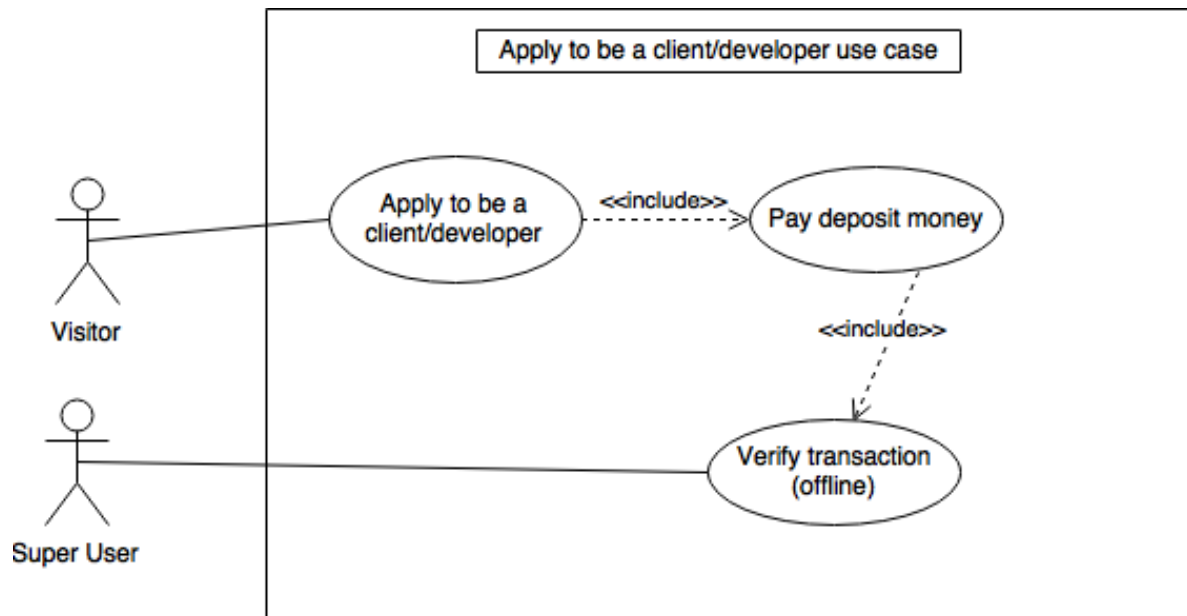 Apply to be a client/developer use case
Apply to be a
client/developer
<<include>>
Pay deposit money
Visitor
<<include>>
Verify transaction
(offline)
Super User